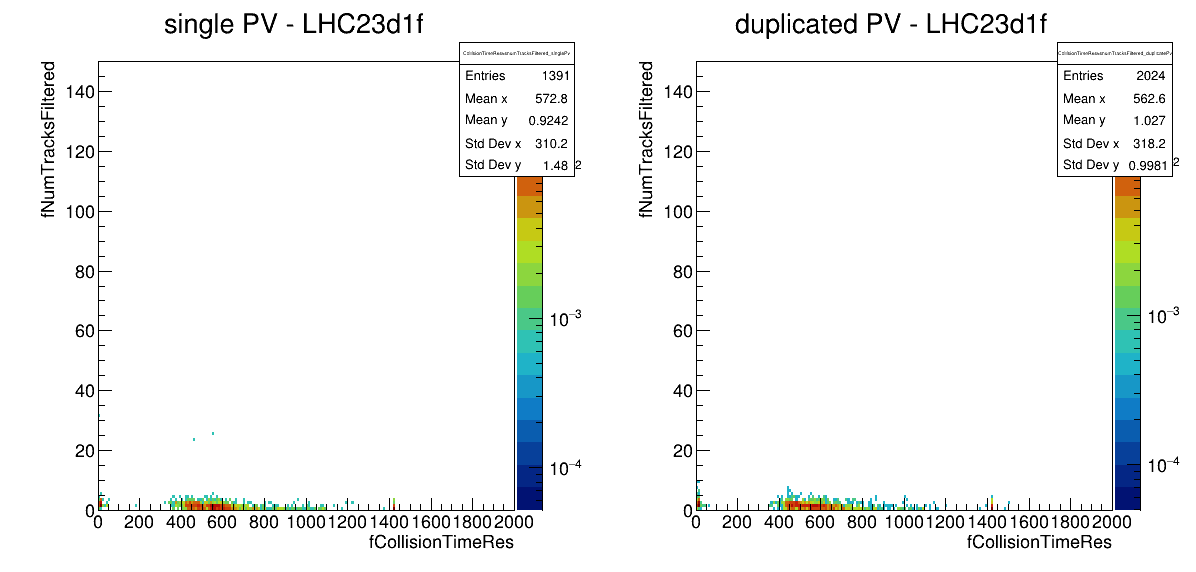 single PV - LHC23d1f
duplicated PV - LHC23d1f
Entries 1391
Mean x 572.8
Mean y 0.9242
Std Dev x 310.2
Std Dev y 1.48
Entries 2024
Mean x 562.6
Mean y 1.027
Std Dev x 318.2
Std Dev y 0.9981
fNumTracksFiltered
140
120
100
80
60
40
20
0
0 200 400 600 800 1000 1200 1400 1600 1800 2000
fCollisionTimeRes
2
10⁻³
10⁻⁴
fNumTracksFiltered
140
120
100
80
60
40
20
0
0 200 400 600 800 1000 1200 1400 1600 1800 2000
fCollisionTimeRes
2
10⁻³
10⁻⁴